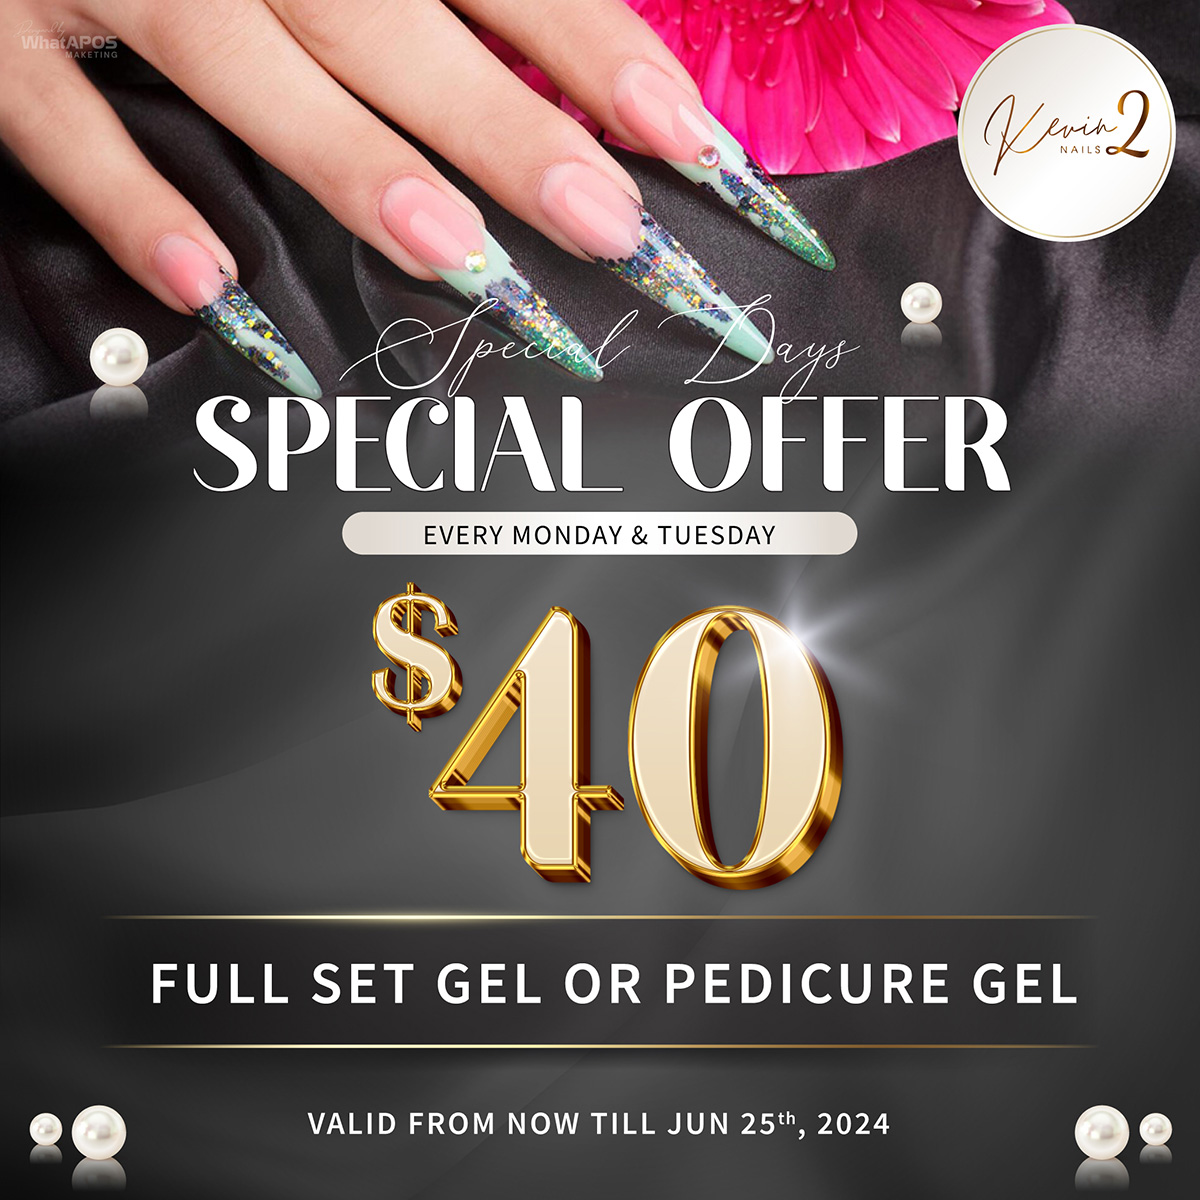 WhatAPOS
MAKETING
Kevin 2
NAILS
Special Days
SPECIAL OFFER
EVERY MONDAY & TUESDAY
$40
FULL SET GEL OR PEDICURE GEL
VALID FROM NOW TILL JUN 25th, 2024